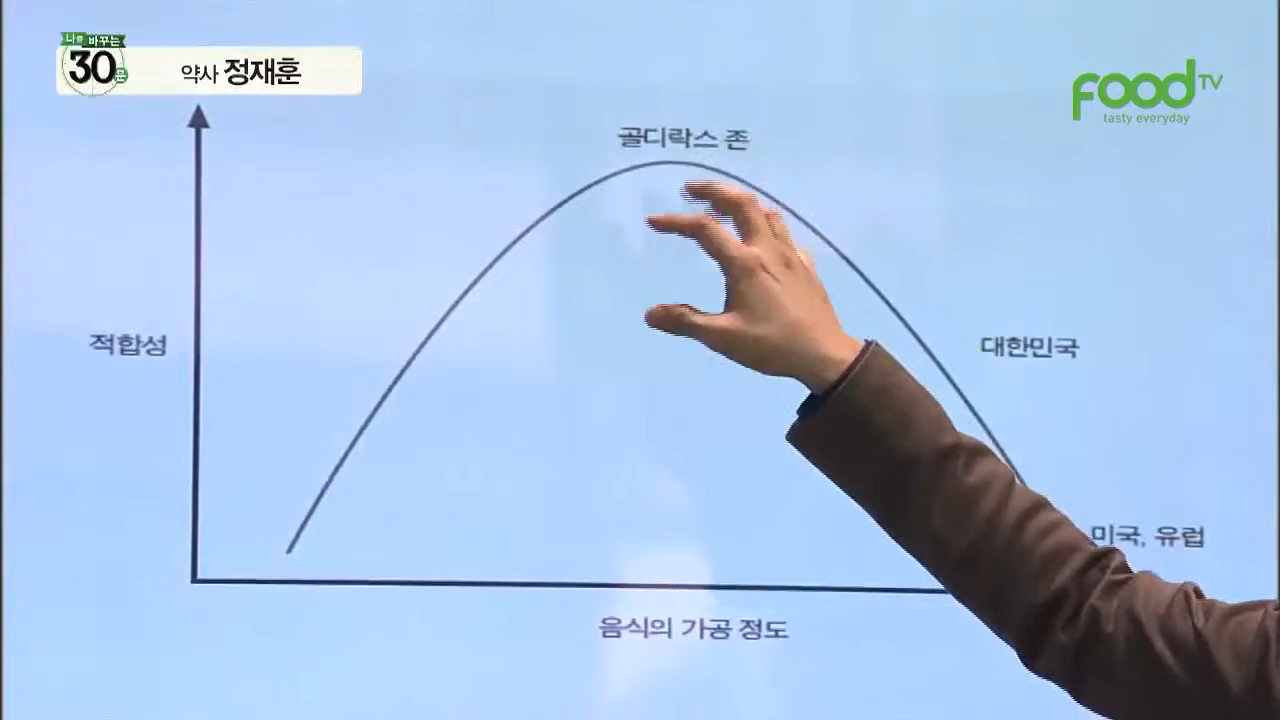 나를 바꾸는
30분
약사 정재훈
food TV
tasty everyday
골디락스 존
적합성
대한민국
미국, 유럽
음식의 가공 정도